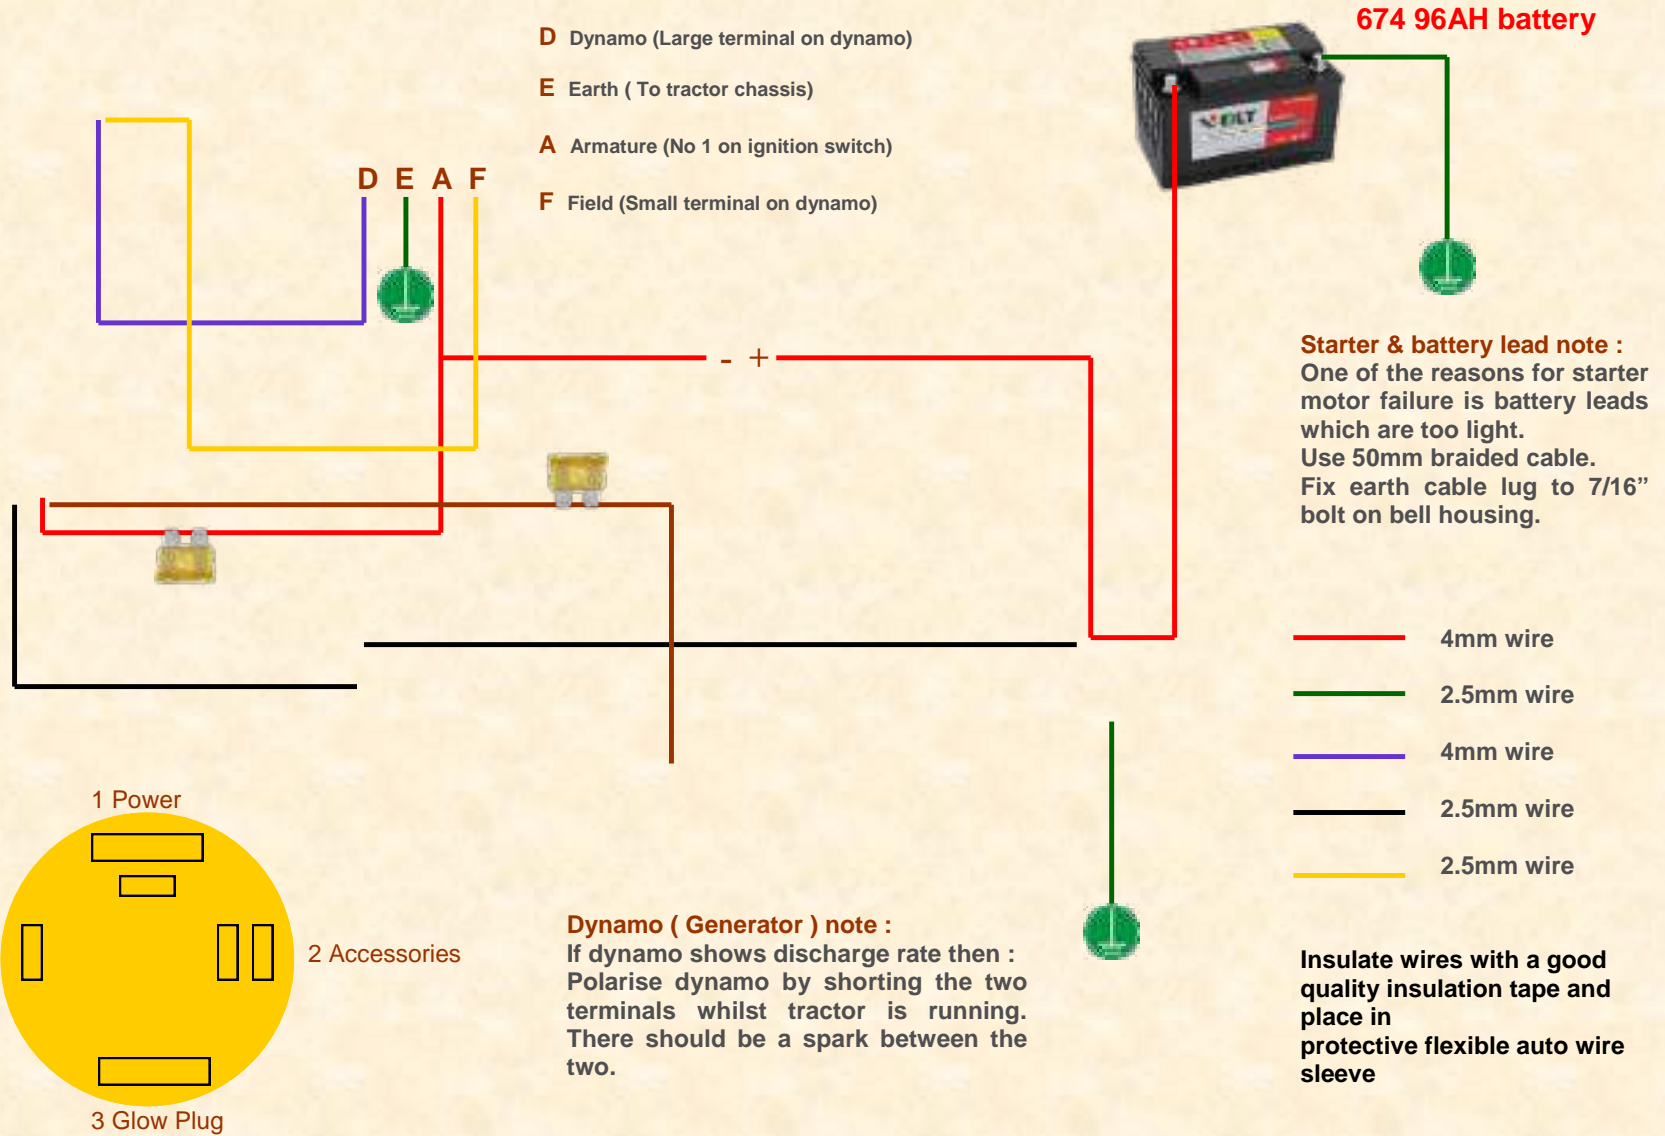 674 96AH battery
D Dynamo (Large terminal on dynamo)
E Earth ( To tractor chassis)
A Armature (No 1 on ignition switch)
F Field (Small terminal on dynamo)
D E A F
- +
Starter & battery lead note :
One of the reasons for starter
motor failure is battery leads
which are too light.
Use 50mm braided cable.
Fix earth cable lug to 7/16”
bolt on bell housing.
4mm wire
2.5mm wire
4mm wire
2.5mm wire
2.5mm wire
1 Power
2 Accessories
3 Glow Plug
Dynamo ( Generator ) note :
If dynamo shows discharge rate then :
Polarise dynamo by shorting the two
terminals whilst tractor is running.
There should be a spark between the
two.
Insulate wires with a good
quality insulation tape and
place in
protective flexible auto wire
sleeve